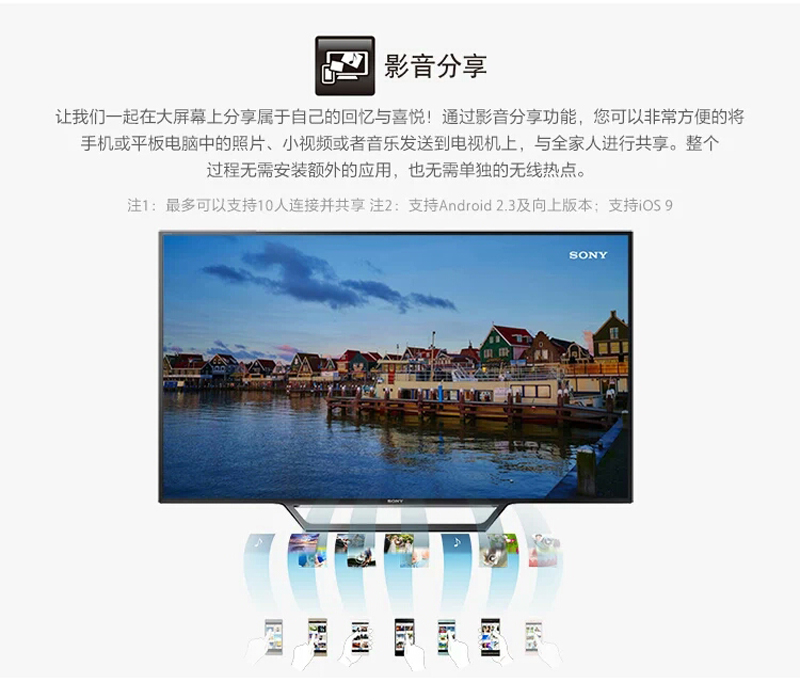 影音分享
让我们一起在大屏幕上分享属于自己的回忆与喜悦！通过影音分享功能，您可以非常方便的将
手机或平板电脑中的照片、小视频或者音乐发送到电视机上，与全家人进行共享。整个
过程无需安装额外的应用，也无需单独的无线热点。
注1：最多可以支持10人连接并共享 注2：支持Android 2.3及向上版本；支持iOS 9
SONY
SONY